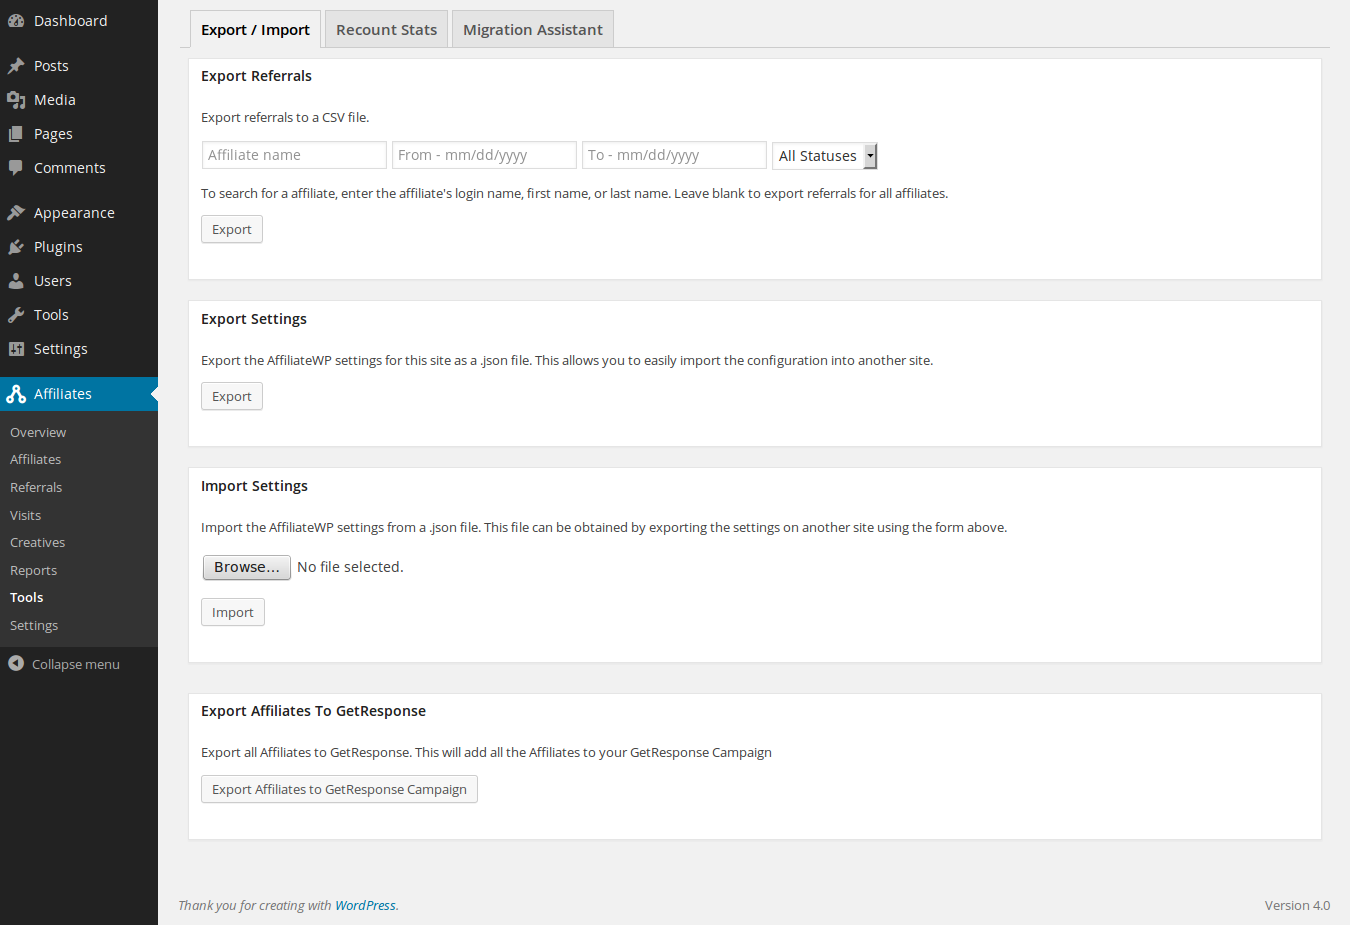 Dashboard
Posts
Media
Pages
Comments
Appearance
Plugins
Users
Tools
Settings
Affiliates
Overview
Affiliates
Referrals
Visits
Creatives
Reports
Tools
Settings
Collapse menu
Export / Import
Recount Stats
Migration Assistant
Export Referrals
Export referrals to a CSV file.
Affiliate name
From - mm/dd/yyyy
To - mm/dd/yyyy
All Statuses
To search for a affiliate, enter the affiliate's login name, first name, or last name. Leave blank to export referrals for all affiliates.
Export
Export Settings
Export the AffiliateWP settings for this site as a .json file. This allows you to easily import the configuration into another site.
Export
Import Settings
Import the AffiliateWP settings from a .json file. This file can be obtained by exporting the settings on another site using the form above.
Browse... No file selected.
Import
Export Affiliates To GetResponse
Export all Affiliates to GetResponse. This will add all the Affiliates to your GetResponse Campaign
Export Affiliates to GetResponse Campaign
Thank you for creating with WordPress.
Version 4.0